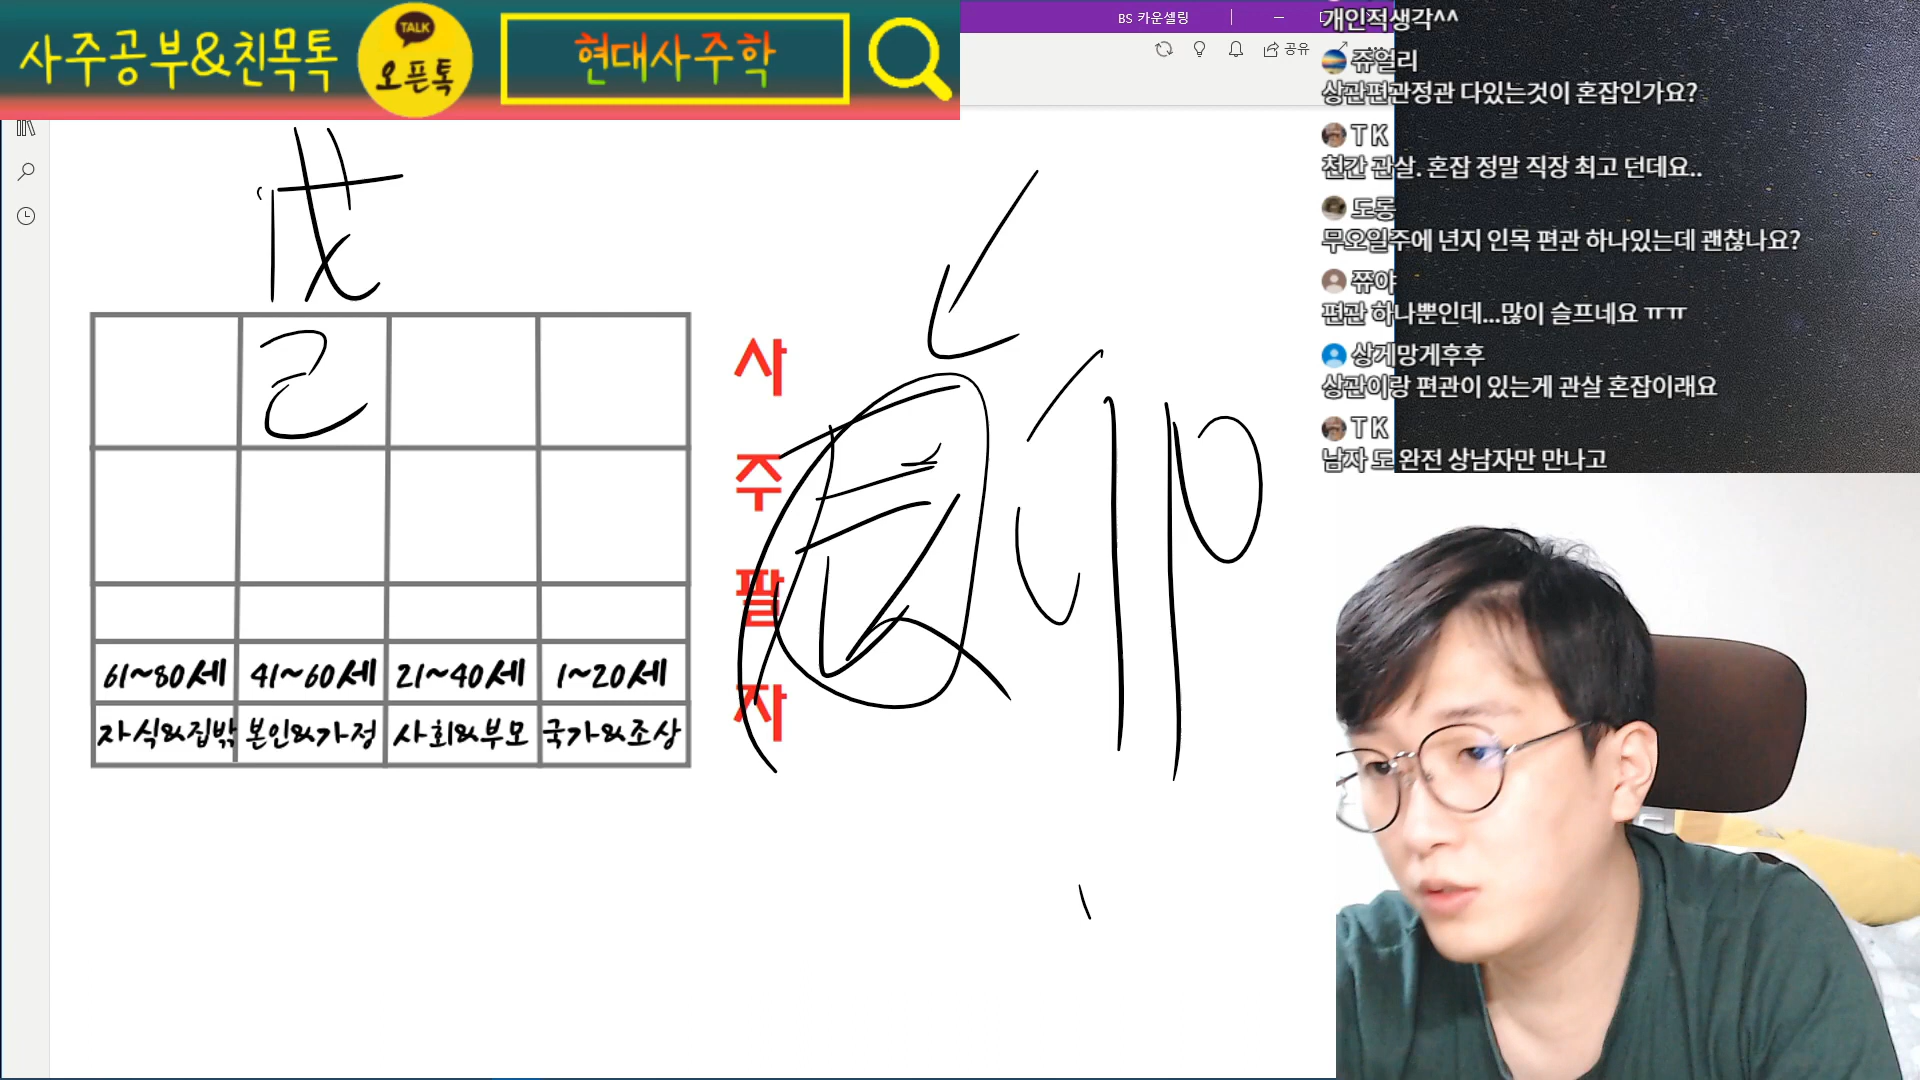 사주공부&친목톡
TALK
오픈톡
현대사주학
BS 카운셀링
공유
戊
己
사
주
팔
자
辰 卯
61~80세 41~60세 21~40세 1~20세
자식&집밖 본인&가정 사회&부모 국가&조상
개인적생각^^
쥬얼리
상관편관정관 다있는것이 혼잡인가요?
T K
천간 관살. 혼잡 정말 직장 최고 던데요..
도롱
무오일주에 년지 인목 편관 하나있는데 괜찮나요?
쮸야
편관 하나뿐인데...많이 슬프네요 ㅠㅠ
상게망게후후
상관이랑 편관이 있는게 관살 혼잡이래요
T K
남자 도 완전 상남자만 만나고